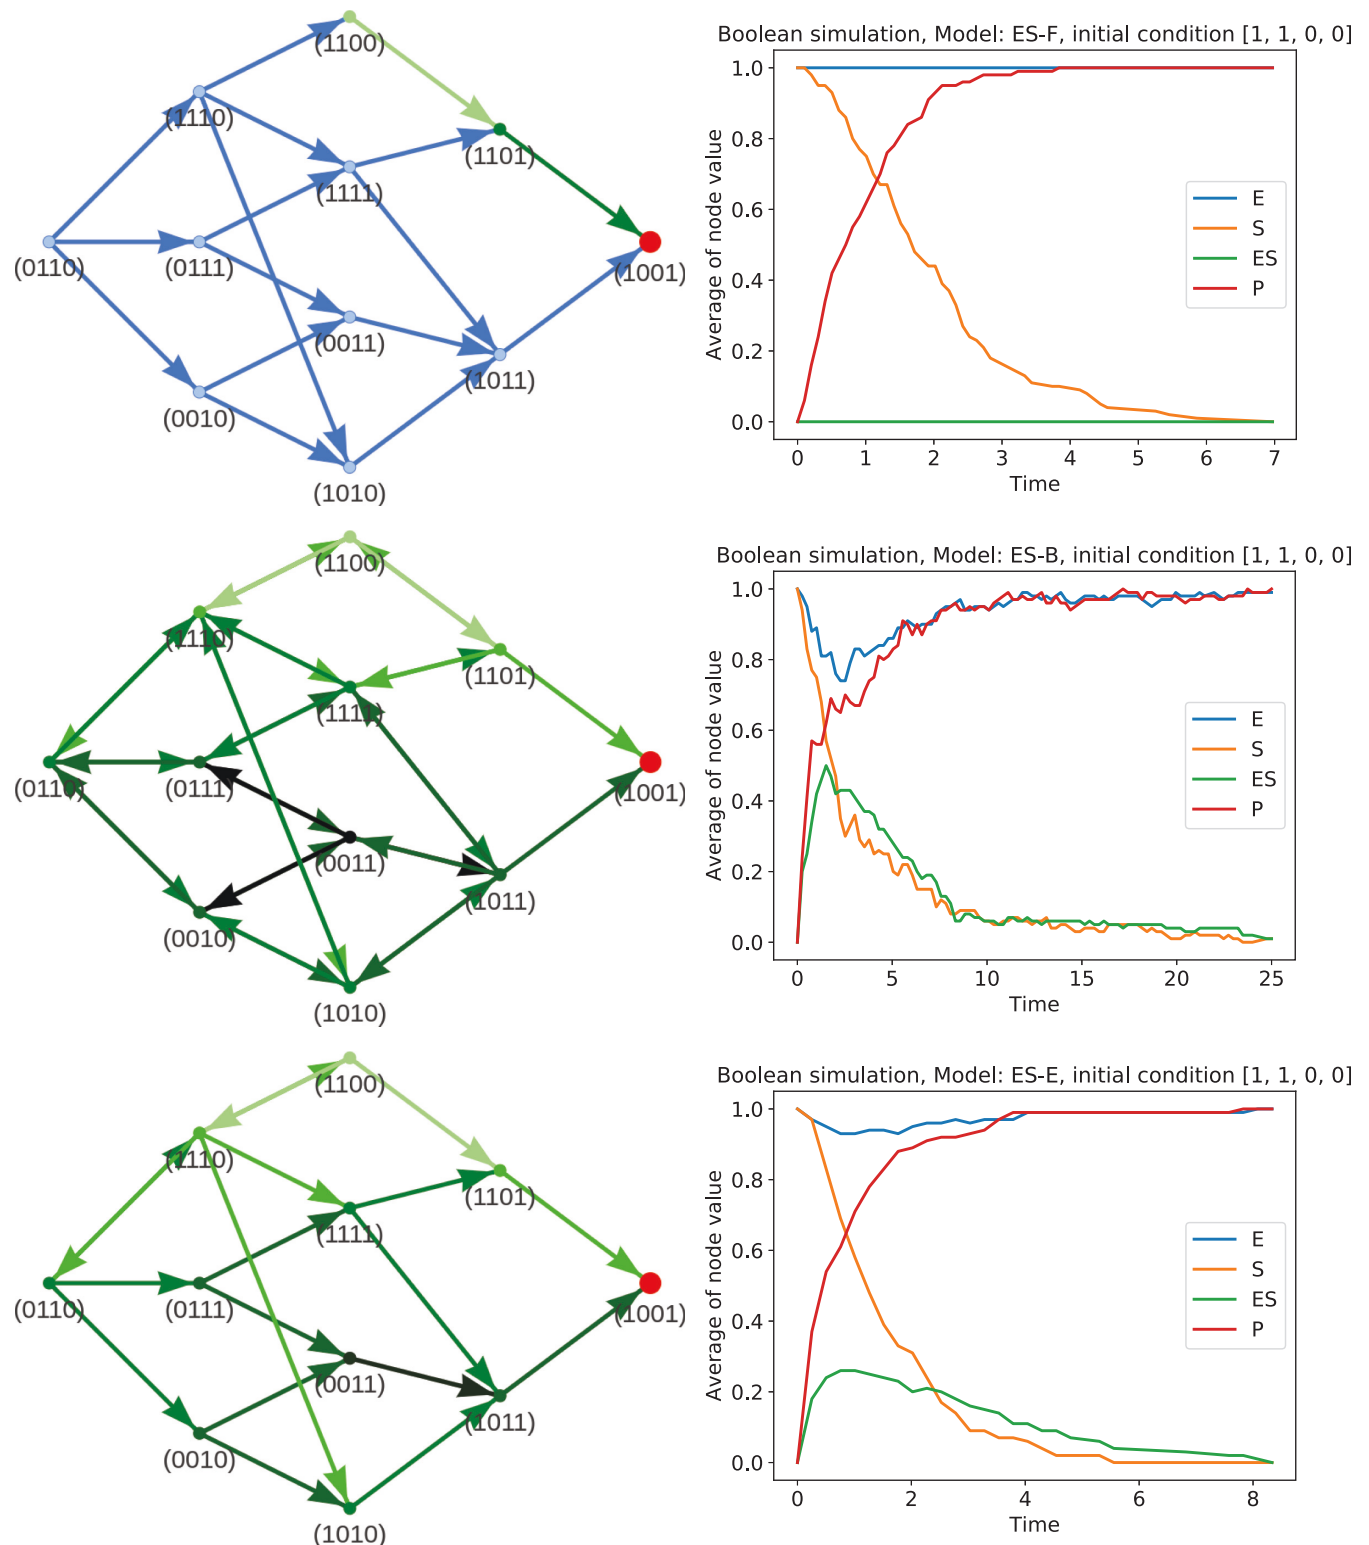 (1100)
(1110)
(1101)
(1111)
(0110)
(0111)
(1001)
(0011)
(1011)
(0010)
(1010)
Boolean simulation, Model: ES-F, initial condition [1, 1, 0, 0]
Average of node value
1.0
0.8
0.6
0.4
0.2
0.0
E
S
ES
P
0 1 2 3 4 5 6 7
Time
(1100)
(1110)
(1101)
(1111)
(0110)
(0111)
(1001)
(0011)
(1011)
(0010)
(1010)
Boolean simulation, Model: ES-B, initial condition [1, 1, 0, 0]
Average of node value
1.0
0.8
0.6
0.4
0.2
0.0
E
S
ES
P
0 5 10 15 20 25
Time
(1100)
(1110)
(1101)
(1111)
(0110)
(0111)
(1001)
(0011)
(1011)
(0010)
(1010)
Boolean simulation, Model: ES-E, initial condition [1, 1, 0, 0]
Average of node value
1.0
0.8
0.6
0.4
0.2
0.0
E
S
ES
P
0 2 4 6 8
Time